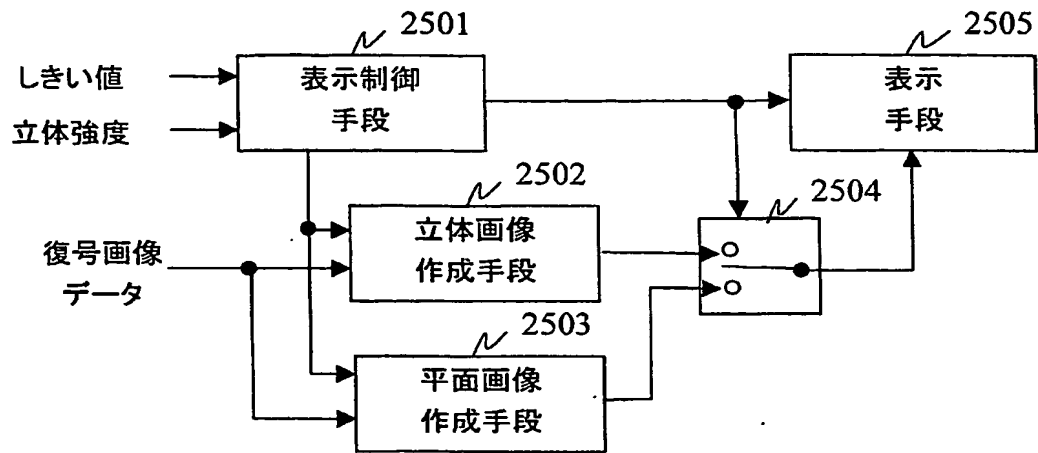 2501
2505
しきい値
立体強度
表示制御
手段
表示
手段
2502
2504
復号画像
データ
立体画像
作成手段
2503
平面画像
作成手段